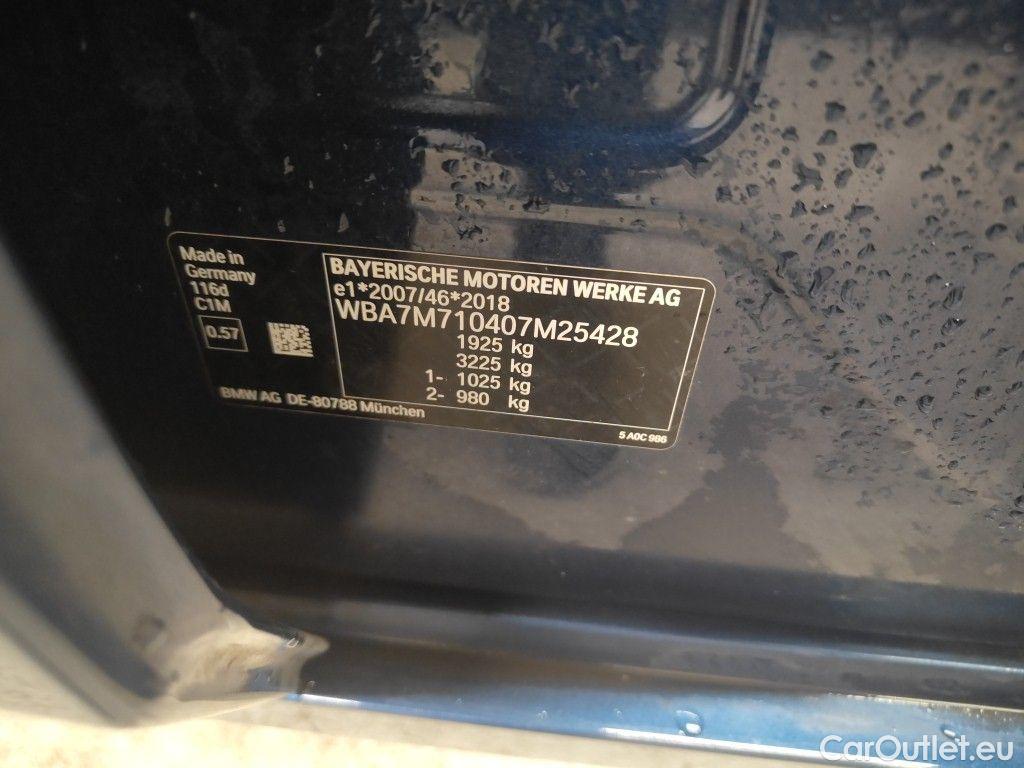 Made in
Germany
116d
C1M
0.57
BAYERISCHE MOTOREN WERKE AG
e1*2007/46*2018
WBA7M710407M25428
1925 kg
3225 kg
1- 1025 kg
2- 980 kg
BMW AG DE-80788 München
5 A0C 986
CarOutlet.eu